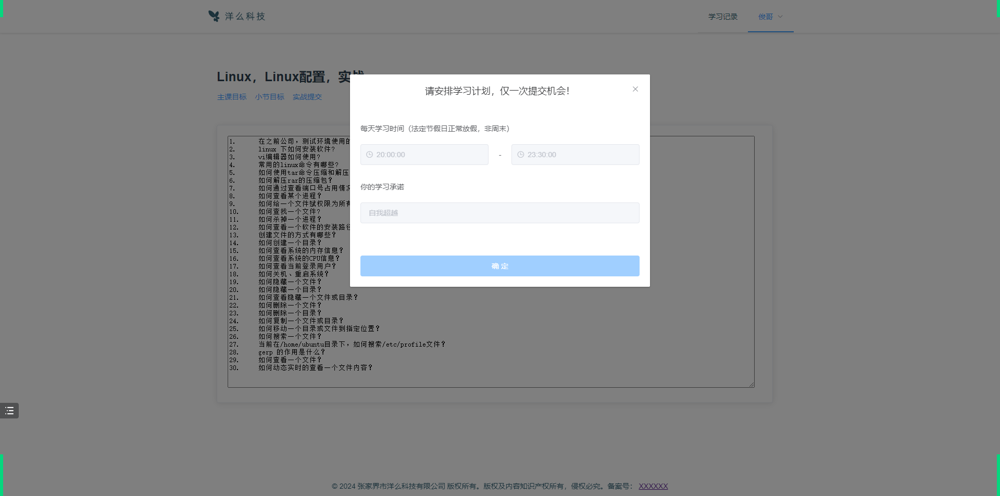 洋么科技
学习记录
俊哥
Linux，Linux配置，实战
主课目标 小节目标 实战提交
请安排学习计划，仅一次提交机会！
每天学习时间（法定节假日正常放假，非周末）
20:00:00 - 23:30:00
你的学习承诺
自我超越
确 定
1. 在之前公司，测试环境使用的
2. linux 下如何安装软件?
3. vi编辑器如何使用?
4. 常用的linux命令有哪些?
5. 如何使用tar命令压缩和解压
6. 如何解压rar的压缩包？
7. 如何通过查看端口号占用情况
8. 如何查看某个进程？
9. 如何给一个文件赋权限为所有
10. 如何查找一个文件?
11. 如何杀掉一个进程？
12. 如何查看一个软件的安装路径
13. 创建文件的方式有哪些？
14. 如何创建一个目录？
15. 如何查看系统的内存信息？
16. 如何查看系统的CPU信息？
17. 如何查看当前登录用户？
18. 如何关机、重启系统？
19. 如何隐藏一个文件？
20. 如何隐藏一个目录？
21. 如何查看隐藏一个文件或目录？
22. 如何删除一个文件？
23. 如何删除一个目录？
24. 如何复制一个文件或目录？
25. 如何移动一个目录或文件到指定位置？
26. 如何搜索一个文件？
27. 当前在/home/ubuntu目录下，如何搜索/etc/profile文件？
28. gerp 的作用是什么？
29. 如何查看一个文件？
30. 如何动态实时的查看一个文件内容？
© 2024 张家界市洋么科技有限公司 版权所有。版权及内容知识产权所有，侵权必究。备案号： XXXXXX